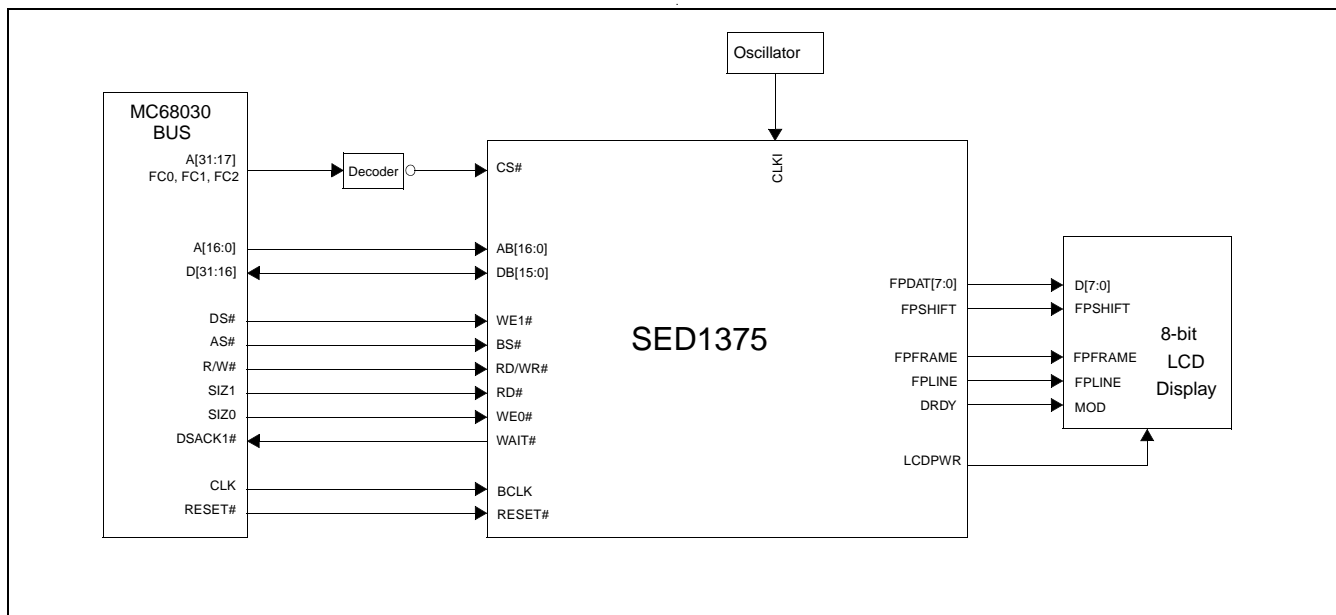 Oscillator
MC68030
BUS
A[31:17]
FC0, FC1, FC2
Decoder
CS#
CLKI
A[16:0]
AB[16:0]
D[31:16]
DB[15:0]
DS#
WE1#
AS#
BS#
R/W#
RD/WR#
SIZ1
RD#
SIZ0
WE0#
DSACK1#
WAIT#
CLK
BCLK
RESET#
RESET#
SED1375
FPDAT[7:0]
D[7:0]
FPSHIFT
FPSHIFT
FPFRAME
FPFRAME
FPLINE
FPLINE
DRDY
MOD
LCDPWR
8-bit
LCD
Display